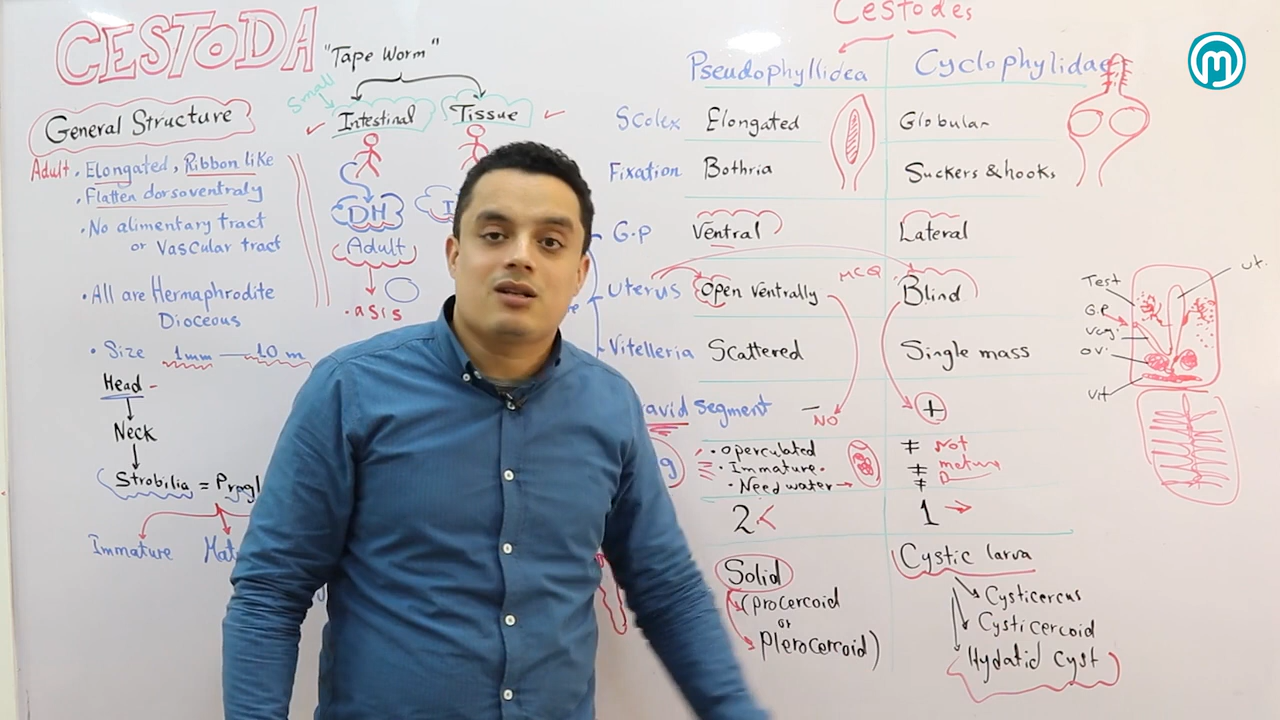 CESTODA
"Tape Worm"
Small
Intestinal
Tissue
General Structure
Adult
. Elongated, Ribbon like
. Flatten dorsoventraly
. No alimentary tract
or Vascular tract
. All are Hermaphrodite
Dioceous
. Size 1mm — 10 m
Head
Neck
Strobilia =
Immature
DH
Adult
. asis
Cestodes
Pseudophyllidea
Cyclophylidae
Scolex
Elongated
Globular
Fixation
Bothria
Suckers & hooks
G.p
Ventral
Lateral
Uterus
Open Ventrally
MCQ
Blind
Vitelleria
Scattered
Single mass
Segment
—
NO
+
. Operculated
. Immature.
. Need water
≠ Not
≠
≠
2 <
1
Solid
(procercoid
or
Plerocercoid)
Cystic larva
Cysticercus
Cysticercoid
Hydatid Cyst
Test
G.P
Vag.
OV.
Vit
Ut.
m